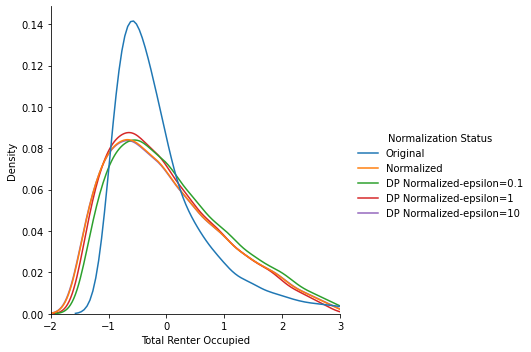 0.14
0.12
0.10
0.08
0.06
0.04
0.02
0.00
Density
−2
−1
0
1
2
3
Total Renter Occupied
Normalization Status
Original
Normalized
DP Normalized-epsilon=0.1
DP Normalized-epsilon=1
DP Normalized-epsilon=10